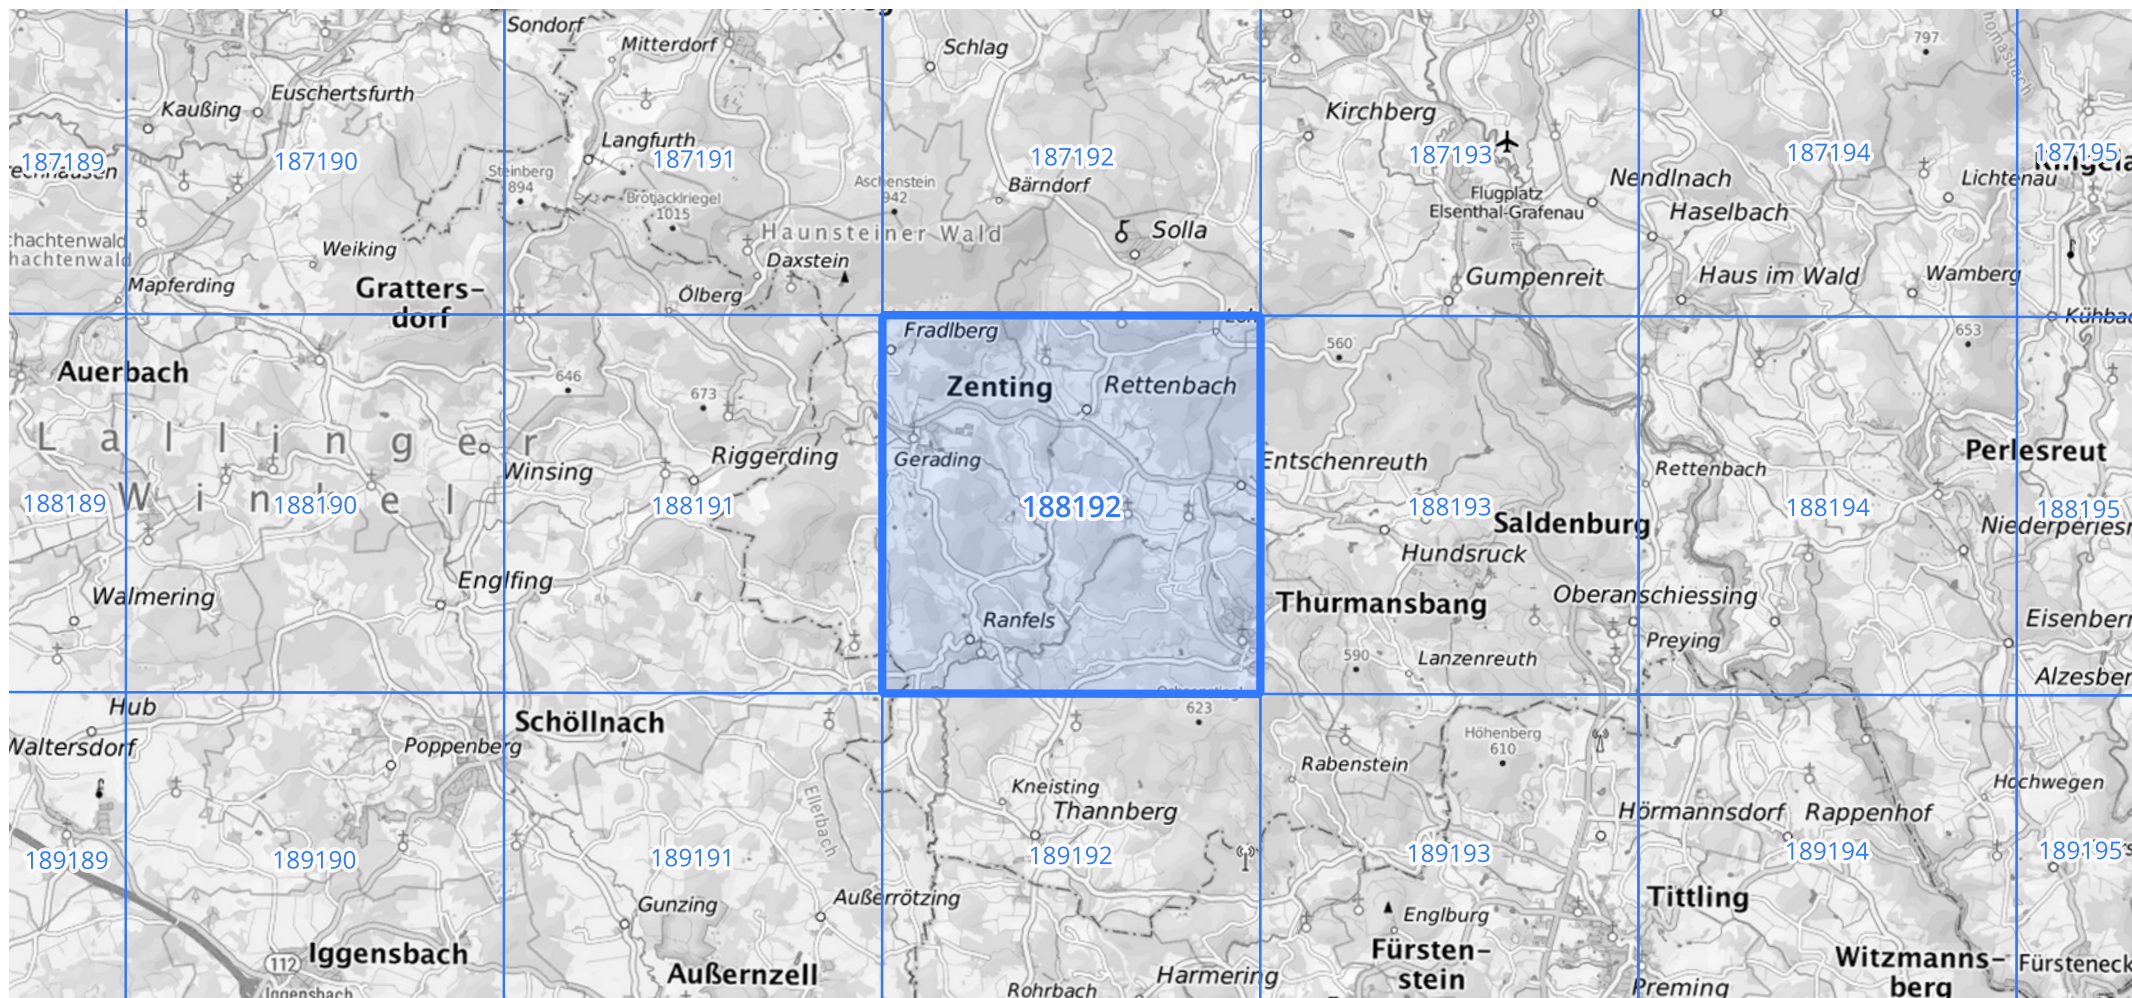 Sondorf
Mitterdorf
Schlag
797
Kaußing
Euschertsfurth
Kirchberg
Langfurth
187189
187190
187191
187192
187193
187194
187195
Steinberg
894
Brotjacklriegel
1015
Aschenstein
942
Bärndorf
Flugplatz
Elsenthal-Grafenau
Nendlnach
Lichtenau
Haselbach
Haunsteiner Wald
Solla
Weiking
Daxstein
Mapferding
Gratters-
dorf
Ölberg
Gumpenreit
Haus im Wald
Wamberg
Fradlberg
560
653
Auerbach
646
673
Zenting
Rettenbach
Lallinger
Winkel
Winsing
Riggerding
Gerading
Entschenreuth
Rettenbach
Perlesreut
188189
188190
188191
188192
188193
188194
188195
Saldenburg
Hundsruck
Walmering
Englfing
Thurmansbang
Oberanschiessing
Ranfels
Preying
590
Lanzenreuth
Hub
Schöllnach
623
Waltersdorf
Poppenberg
Höhenberg
610
Rabenstein
Kneisting
Thannberg
Hochwegen
Hörmannsdorf
Rappenhof
Ellerbach
189189
189190
189191
189192
189193
189194
189195
Gunzing
Außerrötzing
Englburg
Tittling
112
Iggensbach
Iggensbach
Außernzell
Harmering
Rohrbach
Fürsten-
stein
Preming
Witzmanns-
berg
Fürsteneck